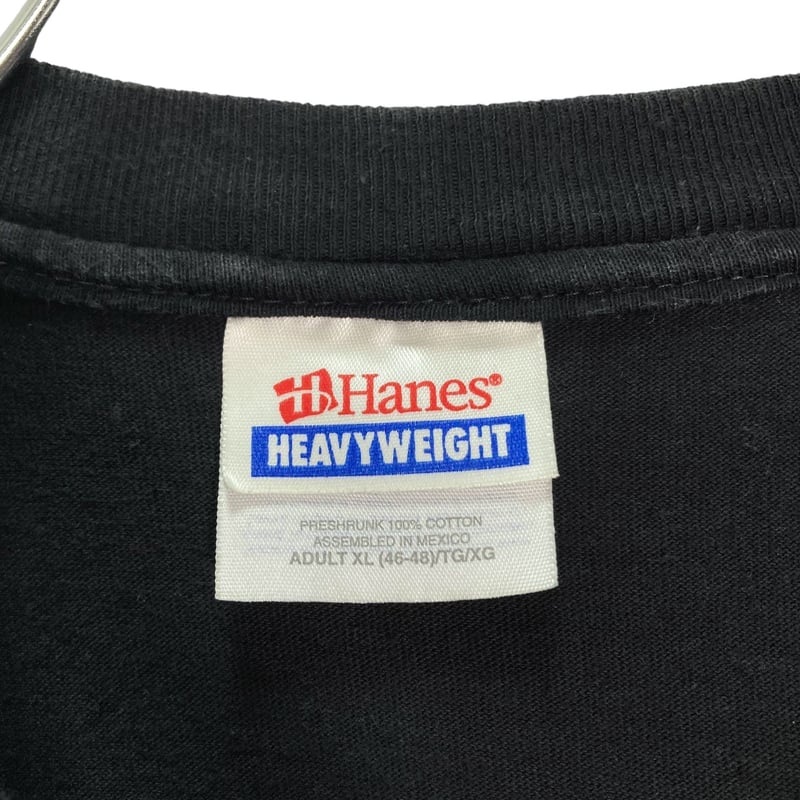 Hanes®
HEAVYWEIGHT
PRESHRUNK 100% COTTON
ASSEMBLED IN MEXICO
ADULT XL (46-48)/TG/XG